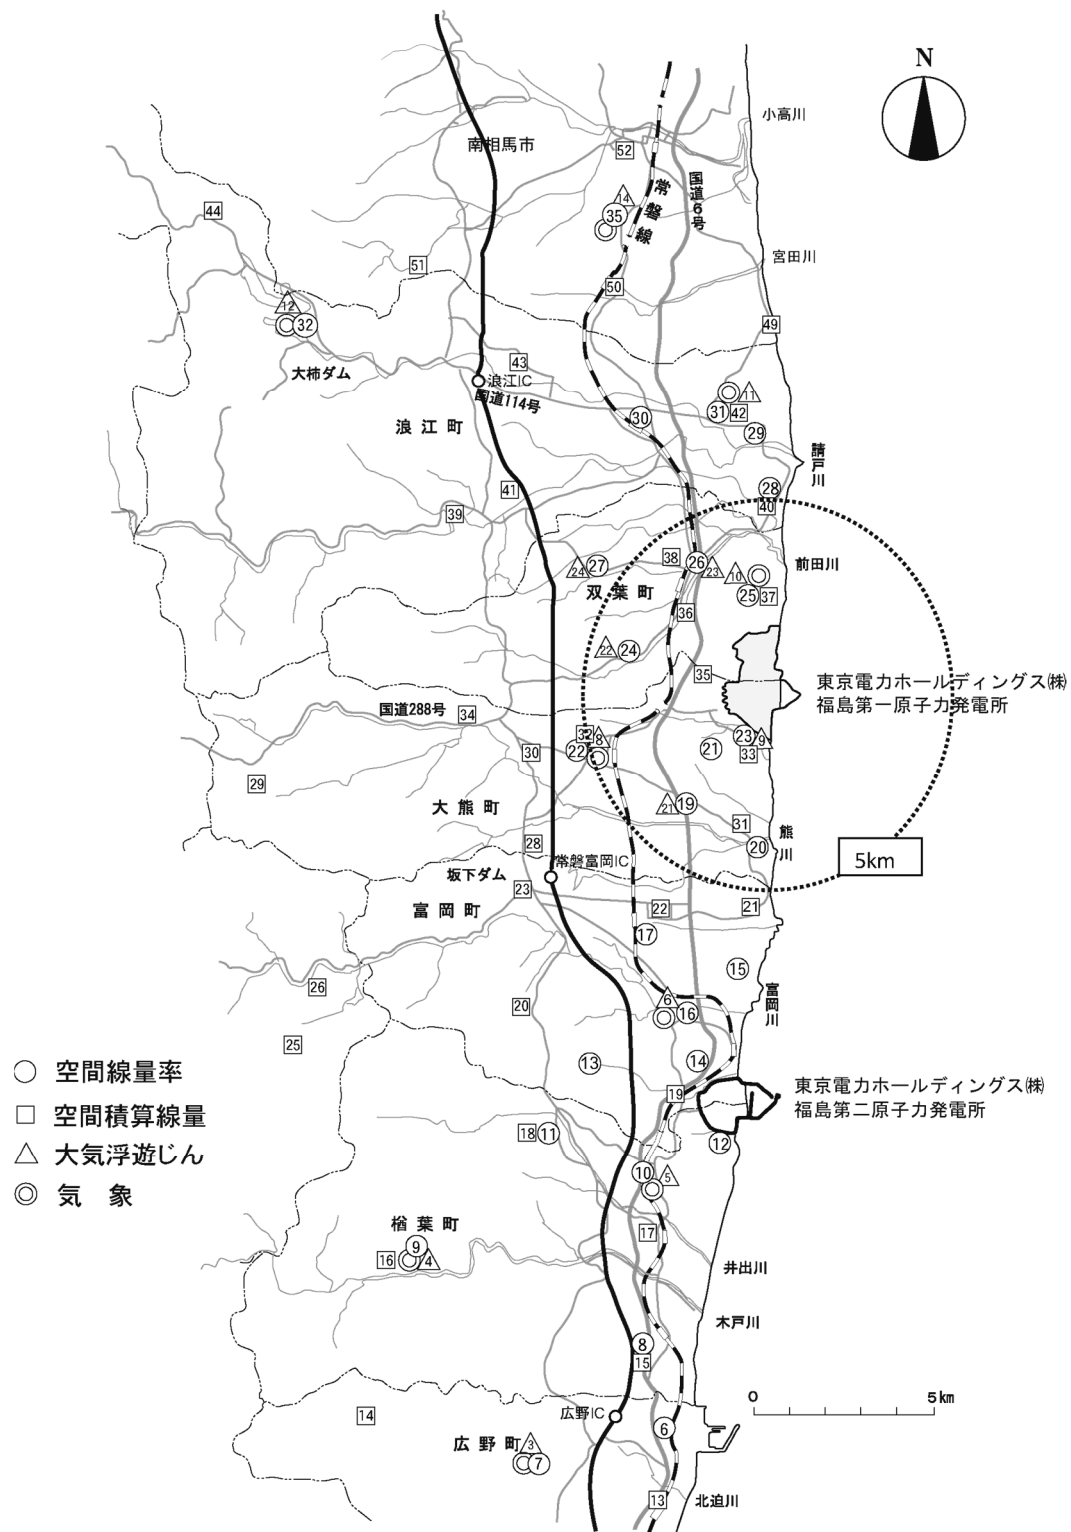 N
小高川
南相馬市
52
14
35
常磐線
国道6号
44
宮田川
51
50
12
32
49
43
大柿ダム
浪江IC
国道114号
11
31
42
30
29
浪江町
請戸川
28
41
40
39
38
26
23
前田川
24
27
10
25
37
双葉町
36
22
24
35
東京電力ホールディングス㈱
福島第一原子力発電所
国道288号
34
32
8
23
9
22
21
33
30
29
21
19
大熊町
31
熊川
28
20
5km
常磐富岡IC
坂下ダム
23
富岡町
22
21
17
15
26
富岡川
6
16
20
25
13
14
○ 空間線量率
□ 空間積算線量
△ 大気浮遊じん
◎ 気象
19
東京電力ホールディングス㈱
福島第二原子力発電所
18
11
12
10
5
楢葉町
17
9
16
4
井出川
木戸川
8
15
0 5km
14
広野IC
6
広野町
3
7
13
北迫川